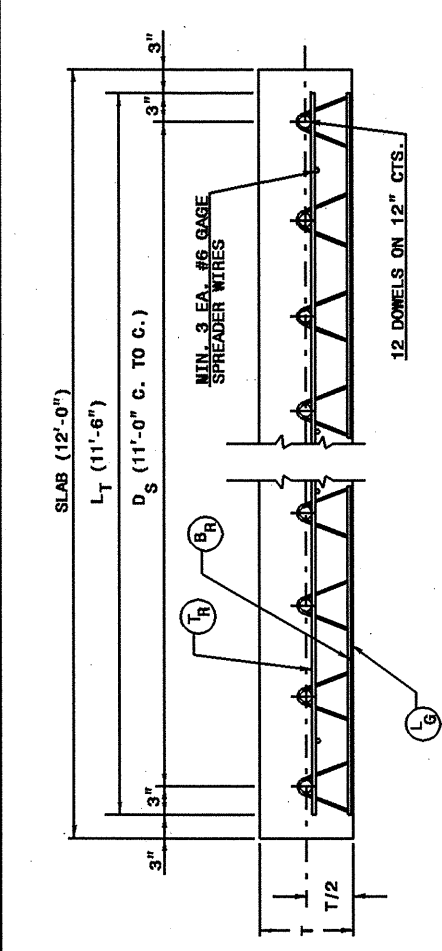 SLAB (12'-0")
L_T (11'-6")
D_S (11'-0" C. TO C.)
3" 3"
3" 3"
MIN. 3 EA. #6 GAGE
SPREADER WIRES
T_R
B_R
L_G
12 DOWELS ON 12" CTS.
T
T/2